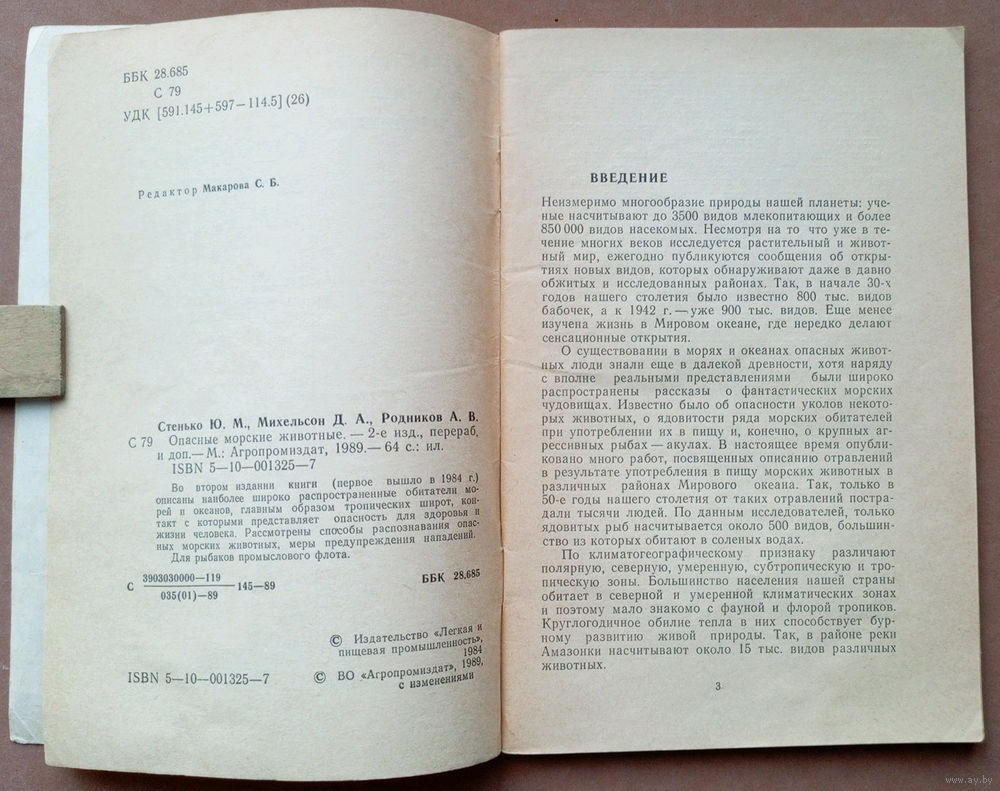 ББК 28.685
С 79
УДК [591.145+597—114.5] (26)
Редактор Макарова С. Б.
Стенько Ю. М., Михельсон Д. А., Родников А. В.
С 79 Опасные морские животные. — 2-е изд., перераб.
и доп.— М.: Агропромиздат, 1989.— 64 с.: ил.
ISBN 5—10—001325—7
Во втором издании книги (первое вышло в 1984 г.)
описаны наиболее широко распространенные обитатели мо-
рей и океанов, главным образом тропических широт, кон-
такт с которыми представляет опасность для здоровья и
жизни человека. Рассмотрены способы распознавания опас-
ных морских животных, меры предупреждения нападений.
Для рыбаков промыслового флота.
С 3903030000—119
035(01)—89
145—89
ББК 28.685
© Издательство «Легкая и
пищевая промышленность»,
1984
ISBN 5—10—001325—7
© ВО «Агропромиздат», 1989,
с изменениями
ВВЕДЕНИЕ
Неизмеримо многообразие природы нашей планеты: уче-
ные насчитывают до 3500 видов млекопитающих и более
850 000 видов насекомых. Несмотря на то что уже в те-
чение многих веков исследуется растительный и живот-
ный мир, ежегодно публикуются сообщения об откры-
тиях новых видов, которых обнаруживают даже в давно
обжитых и исследованных районах. Так, в начале 30-х
годов нашего столетия было известно 800 тыс. видов
бабочек, а к 1942 г. — уже 900 тыс. видов. Еще менее
изучена жизнь в Мировом океане, где нередко делают
сенсационные открытия.
О существовании в морях и океанах опасных живот-
ных люди знали еще в далекой древности, хотя наряду
с вполне реальными представлениями были широко
распространены рассказы о фантастических морских
чудовищах. Известно было об опасности уколов некото-
рых животных, о ядовитости ряда морских обитателей
при употреблении их в пищу и, конечно, о крупных аг-
рессивных рыбах — акулах. В настоящее время опубли-
ковано много работ, посвященных описанию отравлений
в результате употребления в пищу морских животных в
различных районах Мирового океана. Так, только в
50-е годы нашего столетия от таких отравлений постра-
дали тысячи людей. По данным исследователей, только
ядовитых рыб насчитывается около 500 видов, большин-
ство из которых обитают в соленых водах.
По климатогеографическому признаку различают
полярную, северную, умеренную, субтропическую и тро-
пическую зоны. Большинство населения нашей страны
обитает в северной и умеренной климатических зонах
и поэтому мало знакомо с фауной и флорой тропиков.
Круглогодичное обилие тепла в них способствует бур-
ному развитию живой природы. Так, в районе реки
Амазонки насчитывают около 15 тыс. видов различных
животных.
3
www.ay.by